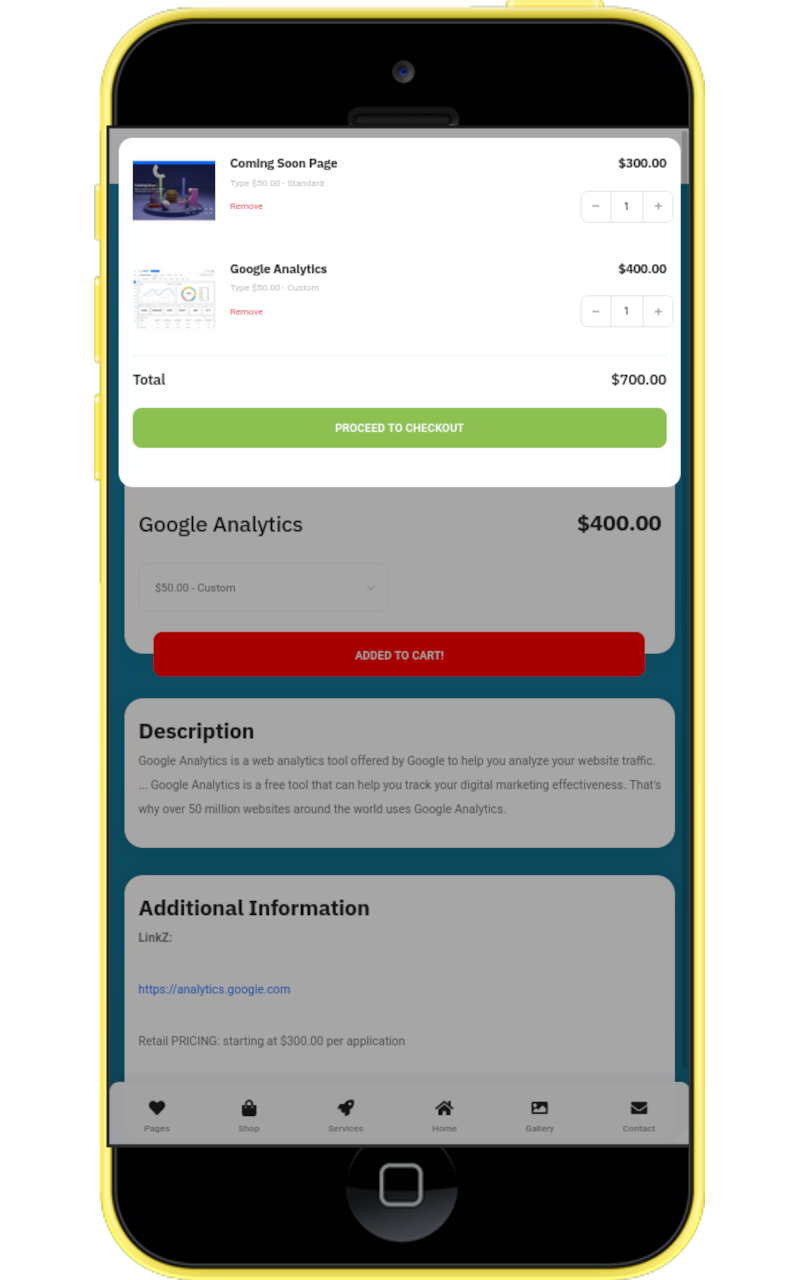 Coming Soon Page
$300.00
Type $50.00 - Standard
Remove
− 1 +
Google Analytics
$400.00
Type $50.00 - Custom
Remove
− 1 +
Total
$700.00
PROCEED TO CHECKOUT
Google Analytics
$400.00
$50.00 - Custom
ADDED TO CART!
Description
Google Analytics is a web analytics tool offered by Google to help you analyze your website traffic.
... Google Analytics is a free tool that can help you track your digital marketing effectiveness. That's
why over 50 million websites around the world uses Google Analytics.
Additional Information
LinkZ:
https://analytics.google.com
Retail PRICING: starting at $300.00 per application
Pages
Shop
Services
Home
Gallery
Contact